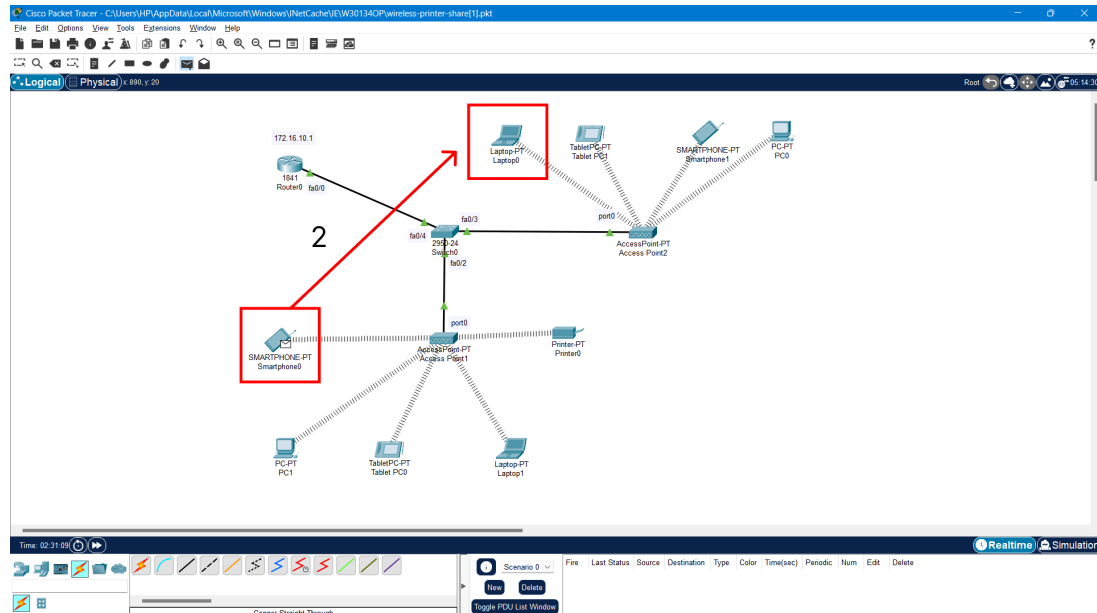 Cisco Packet Tracer - C:\Users\HP\AppData\Local\Microsoft\Windows\INetCache\IE\W30134OP\wireless-printer-share[1].pkt
File Edit Options View Tools Extensions Window Help
?
Logical Physical x: 890, y: 20
Root 05:14:30
172.16.10.1
1841
Router0 fa0/0
Laptop-PT
Laptop0
TabletPC-PT
Tablet PC1
SMARTPHONE-PT
Smartphone1
PC-PT
PC0
2
fa0/3
fa0/4
2950-24
Switch0
fa0/2
port0
AccessPoint-PT
Access Point2
port0
SMARTPHONE-PT
Smartphone0
AccessPoint-PT
Access Point1
Printer-PT
Printer0
PC-PT
PC1
TabletPC-PT
Tablet PC0
Laptop-PT
Laptop1
Time: 02:31:09
Realtime Simulation
Scenario 0
New Delete
Toggle PDU List Window
Fire Last Status Source Destination Type Color Time(sec) Periodic Num Edit Delete
Copper Straight-Through